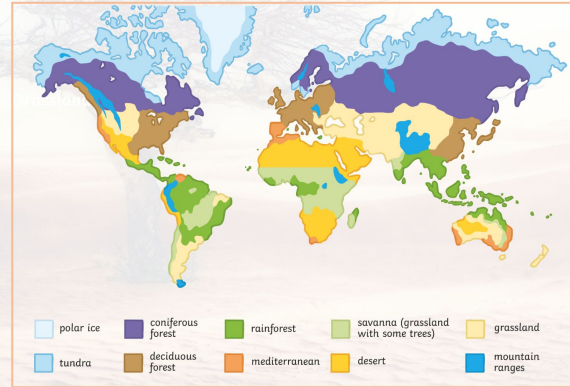 polar ice
coniferous
forest
rainforest
savanna (grassland
with some trees)
grassland
tundra
deciduous
forest
mediterranean
desert
mountain
ranges